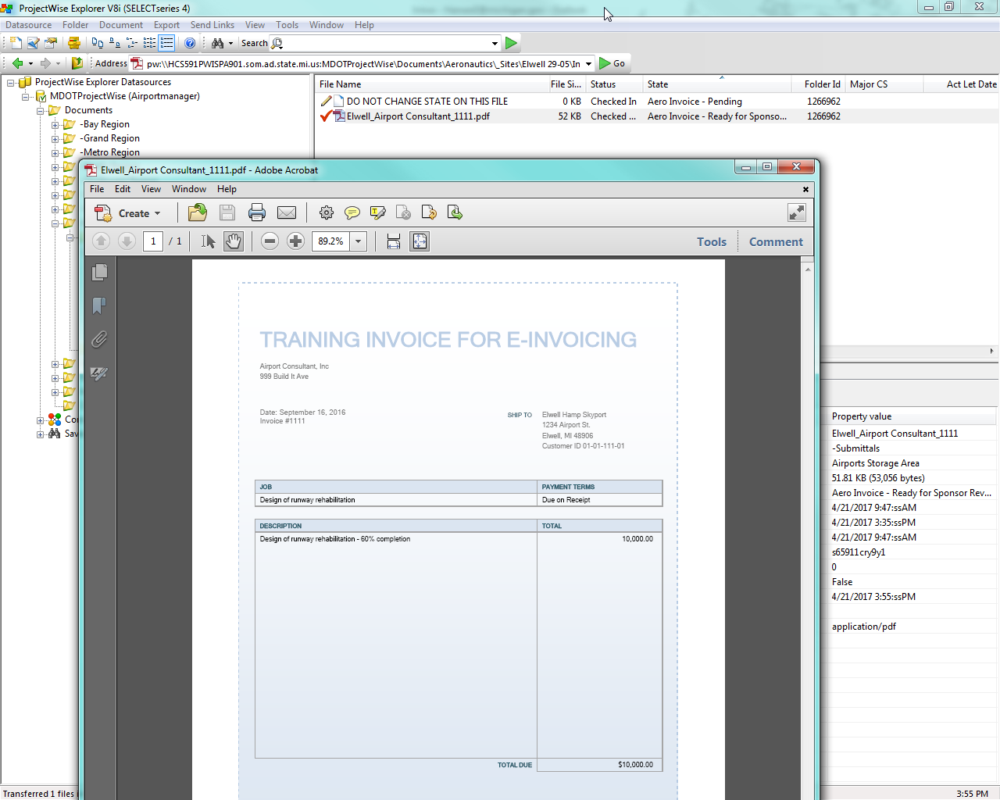 ProjectWise Explorer V8i (SELECTseries 4)
Datasource Folder Document Export Send Links View Tools Window Help
Search
Address pw:\\HCS591PWISPA901.som.ad.state.mi.us:MDOTProjectWise\Documents\Aeronautics\_Sites\Elwell 29-05\In Go
ProjectWise Explorer Datasources
MDOTProjectWise (Airportmanager)
Documents
-Bay Region
-Grand Region
-Metro Region
Co
Sav
File Name File Si... Status State Folder Id Major CS Act Let Date
DO NOT CHANGE STATE ON THIS FILE 0 KB Checked In Aero Invoice - Pending 1266962
Elwell_Airport Consultant_1111.pdf 52 KB Checked ... Aero Invoice - Ready for Sponso... 1266962
Elwell_Airport Consultant_1111.pdf - Adobe Acrobat
File Edit View Window Help
Create
1 / 1 89.2% Tools Comment
TRAINING INVOICE FOR E-INVOICING
Airport Consultant, Inc
999 Build It Ave
Date: September 16, 2016
Invoice #1111
SHIP TO Elwell Hamp Skyport
1234 Airport St.
Elwell, MI 48906
Customer ID 01-01-111-01
JOB PAYMENT TERMS
Design of runway rehabilitation Due on Receipt
DESCRIPTION TOTAL
Design of runway rehabilitation - 60% completion 10,000.00
TOTAL DUE $10,000.00
Property value
Elwell_Airport Consultant_1111
-Submittals
Airports Storage Area
51.81 KB (53,056 bytes)
Aero Invoice - Ready for Sponsor Rev...
4/21/2017 9:47:ssAM
4/21/2017 3:35:ssPM
4/21/2017 9:47:ssAM
s65911cry9y1
0
False
4/21/2017 3:55:ssPM
application/pdf
Transferred 1 files i
3:55 PM